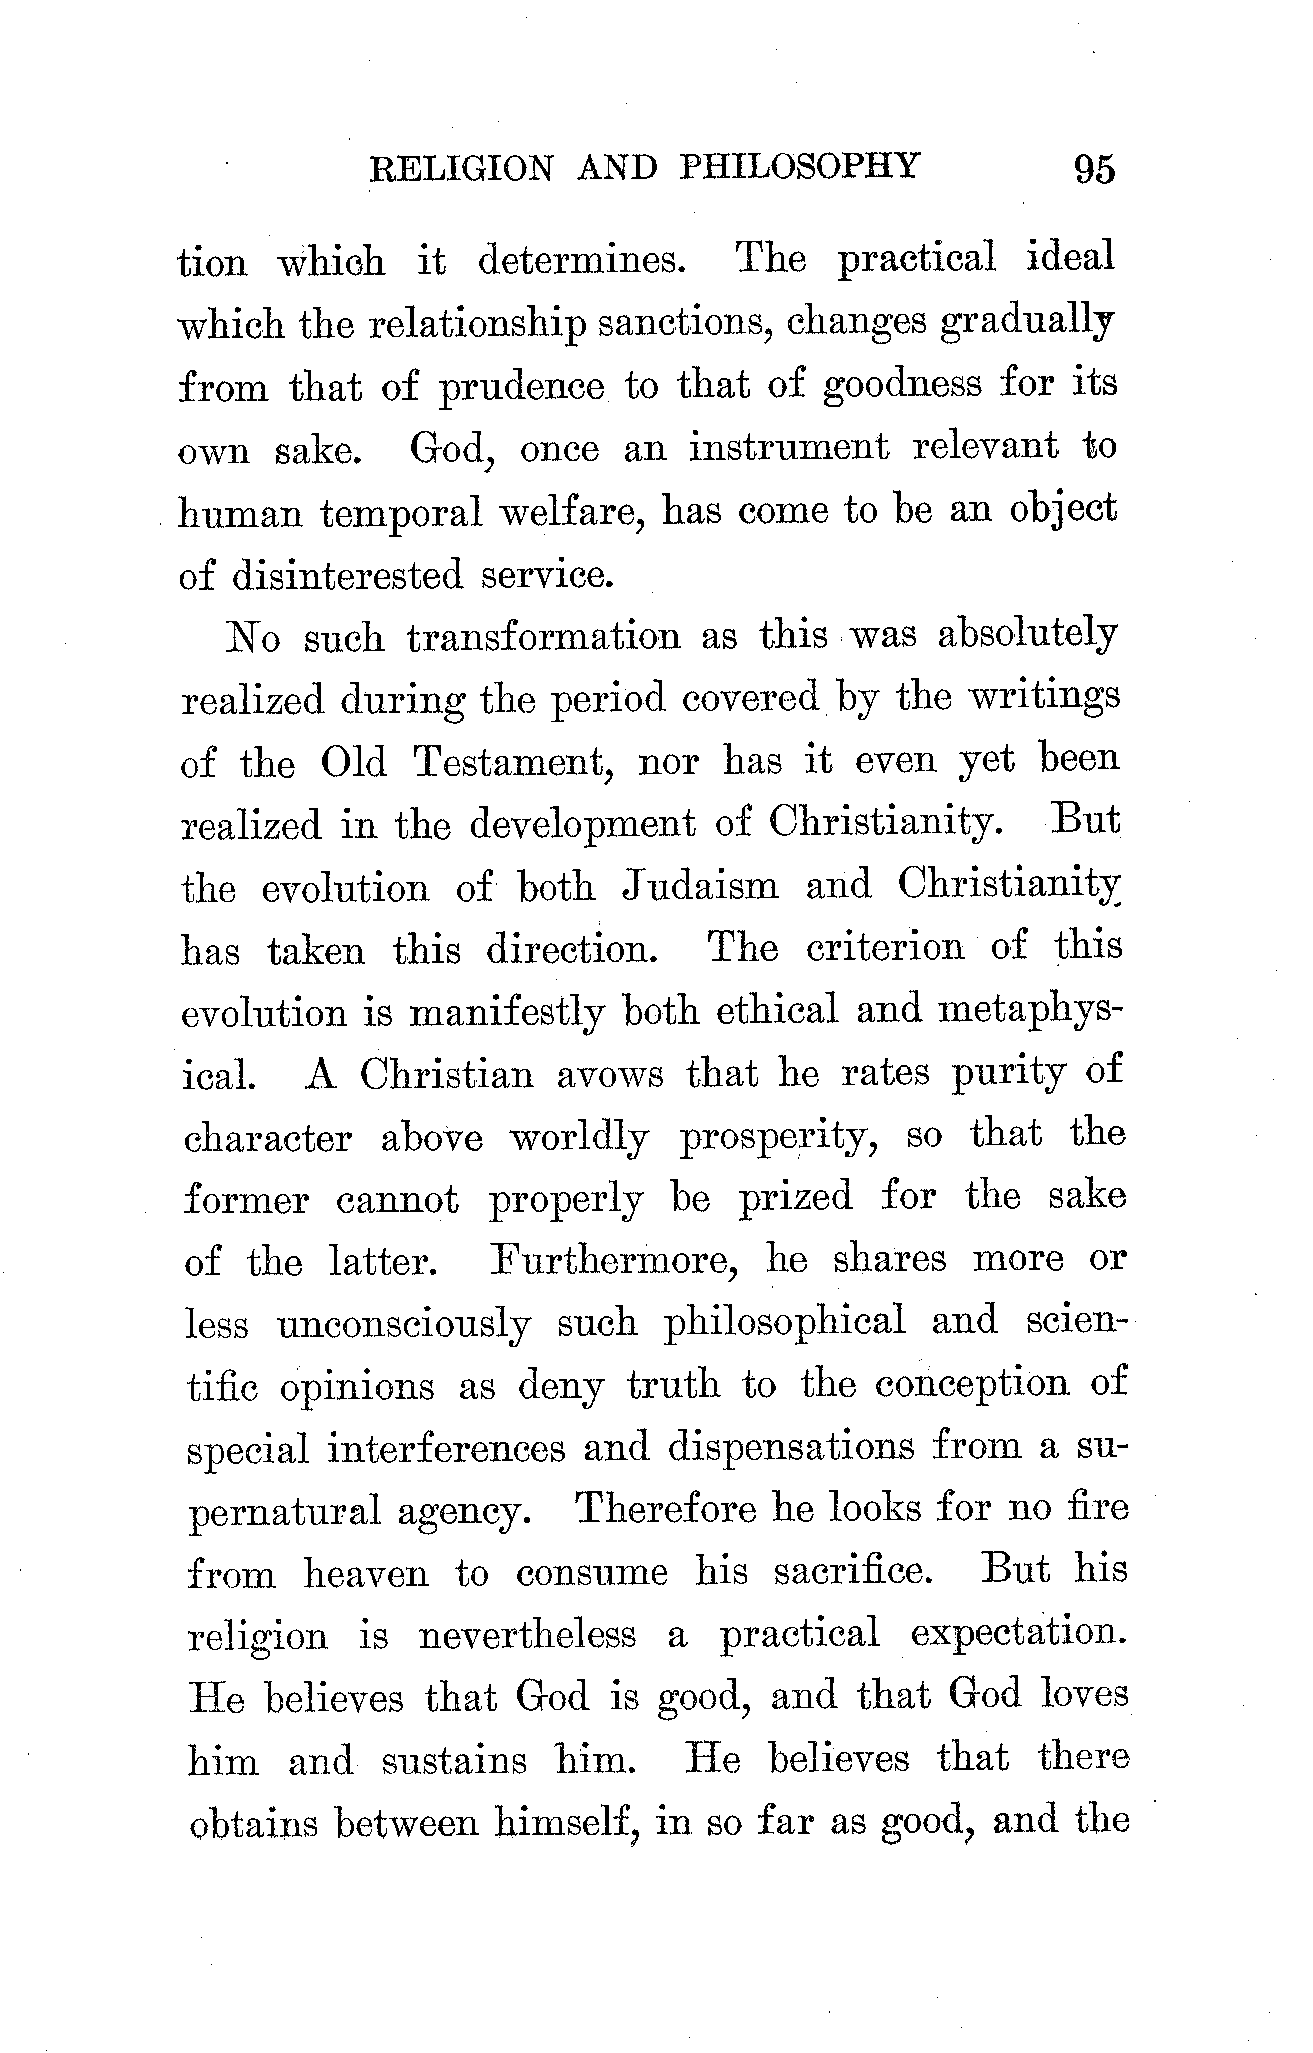 RELIGION AND PHILOSOPHY 95
tion which it determines. The practical ideal
which the relationship sanctions, changes gradually
from that of prudence to that of goodness for its
own sake. God, once an instrument relevant to
human temporal welfare, has come to be an object
of disinterested service.
No such transformation as this was absolutely
realized during the period covered by the writings
of the Old Testament, nor has it even yet been
realized in the development of Christianity. But
the evolution of both Judaism and Christianity
has taken this direction. The criterion of this
evolution is manifestly both ethical and metaphys-
ical. A Christian avows that he rates purity of
character above worldly prosperity, so that the
former cannot properly be prized for the sake
of the latter. Furthermore, he shares more or
less unconsciously such philosophical and scien-
tific opinions as deny truth to the conception of
special interferences and dispensations from a su-
pernatural agency. Therefore he looks for no fire
from heaven to consume his sacrifice. But his
religion is nevertheless a practical expectation.
He believes that God is good, and that God loves
him and sustains him. He believes that there
obtains between himself, in so far as good, and the